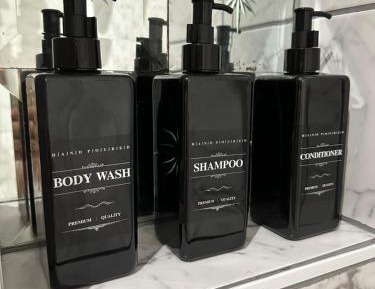 H|A|N|D P|O|U|R|E|D
BODY WASH
PREMIUM | QUALITY
H|A|N|D P|O|U|R|E|D
SHAMPOO
PREMIUM | QUALITY
H|A|N|D P|O|U|R|E|D
CONDITIONER
PREMIUM | QUALITY